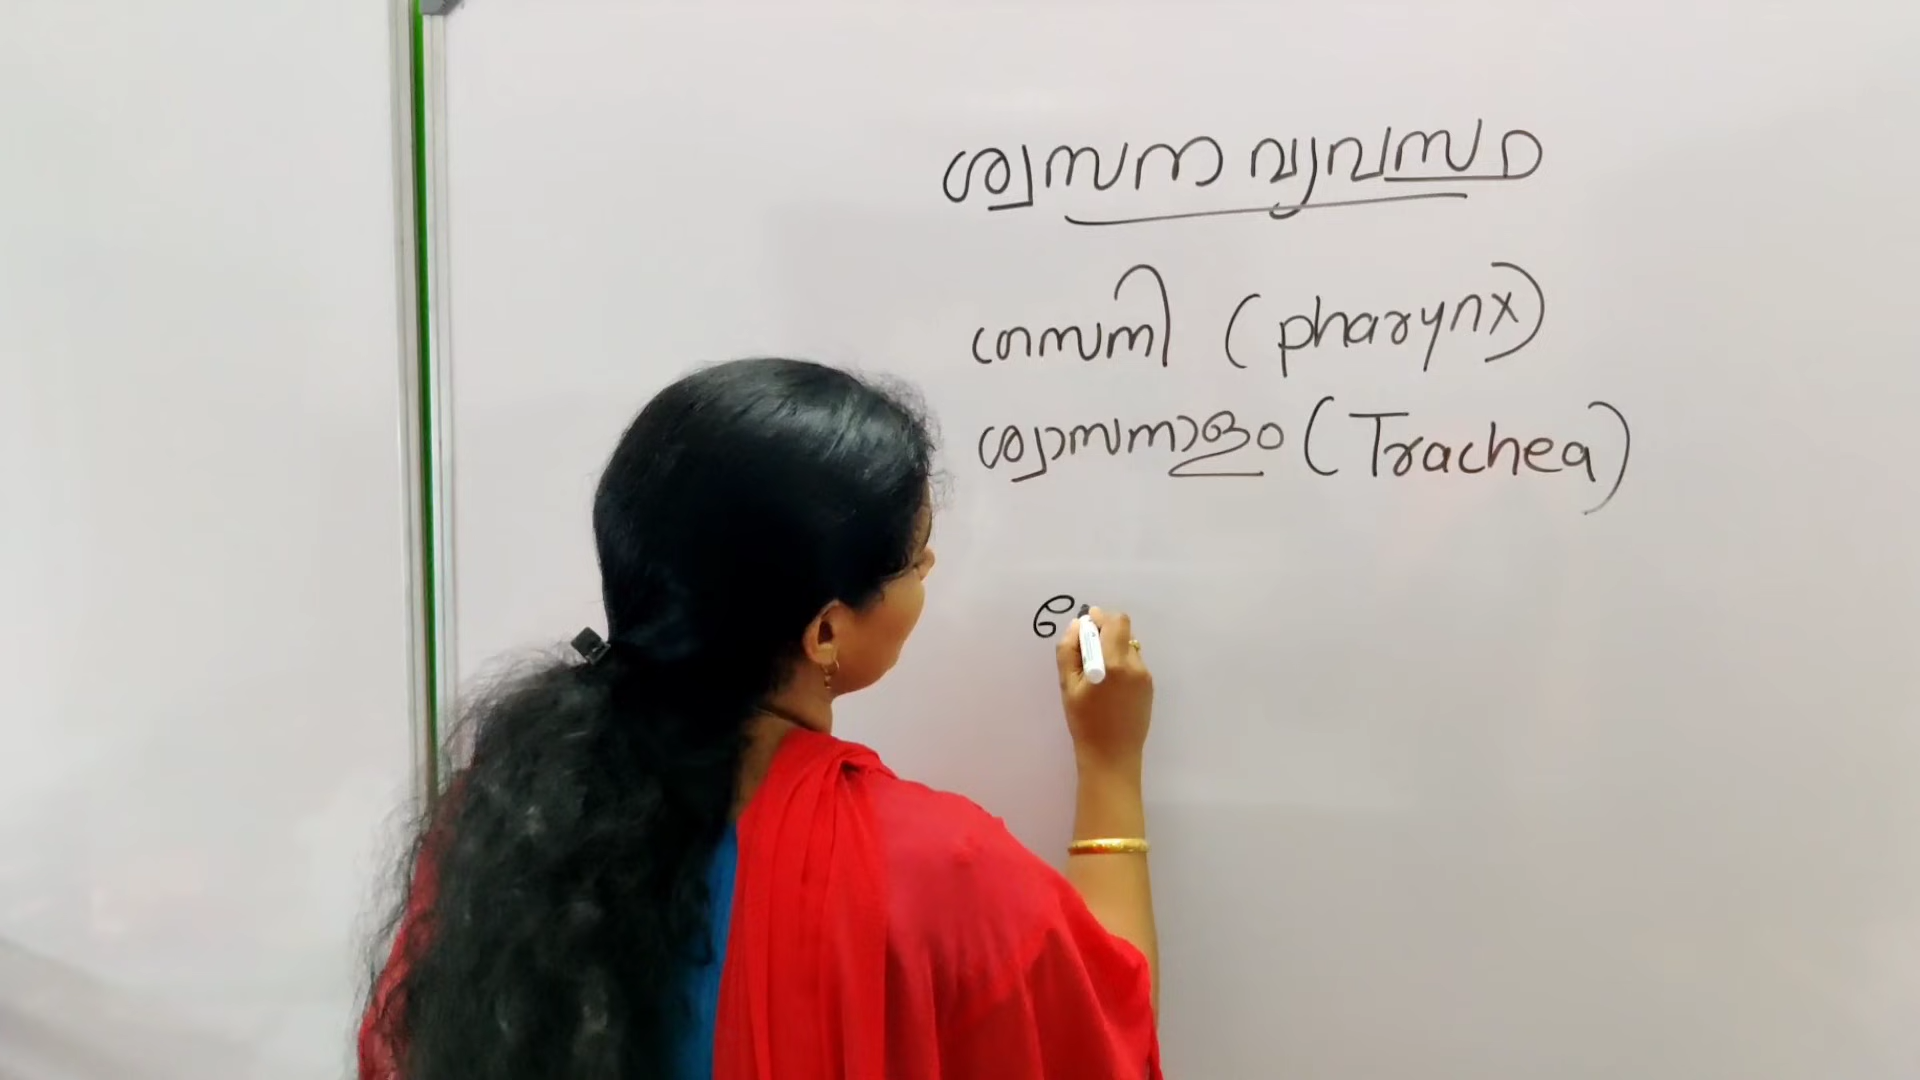 ശ്വസന വ്യവസ്ഥ
ഗ്രസനി (pharynx)
ശ്വാസനാളം (Trachea)